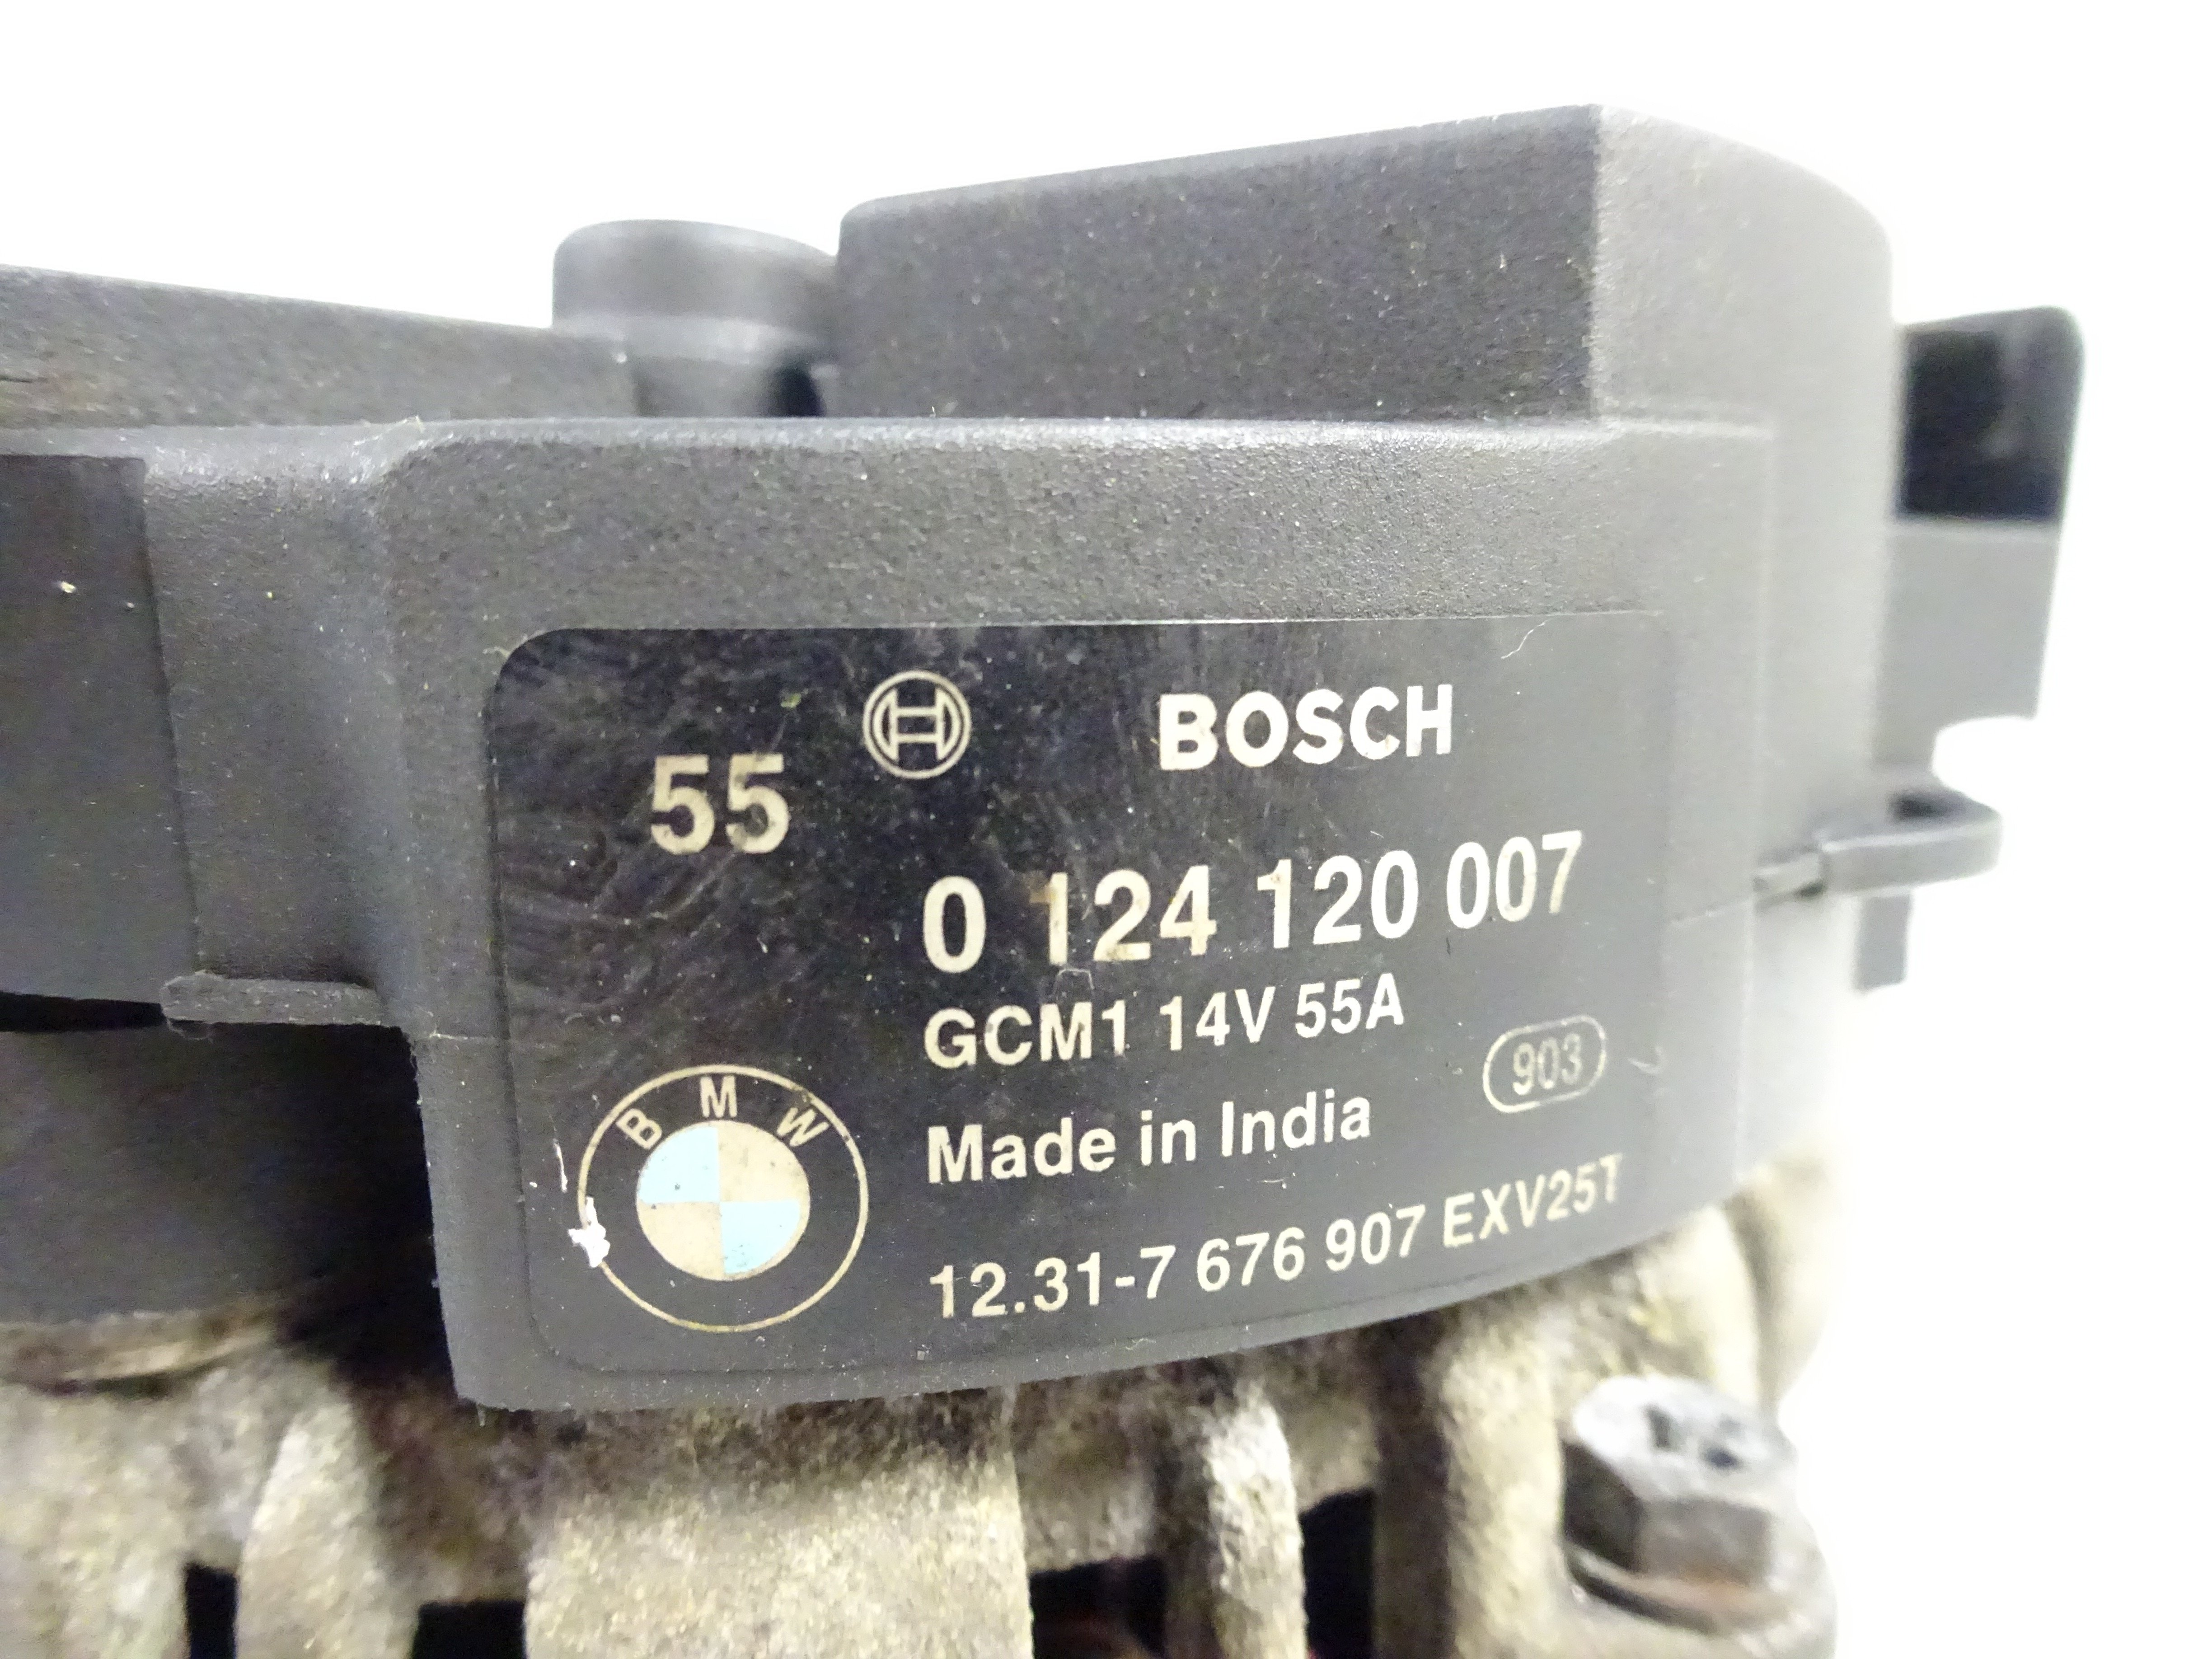 55 BOSCH
0 124 120 007
GCM1 14V 55A
903
Made in India
BMW
12.31-7 676 907 EXV25T